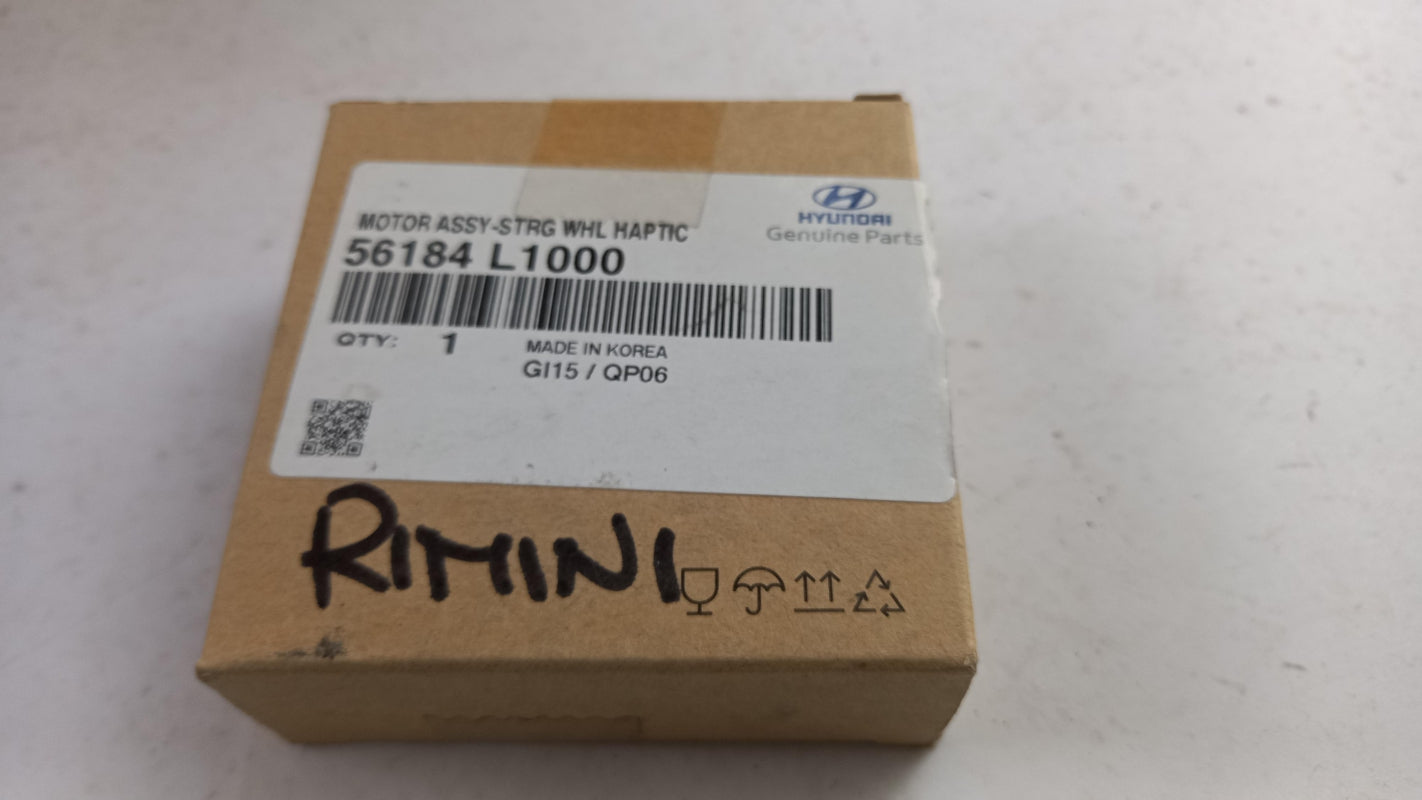 MOTOR ASSY-STRG WHL HAPTIC
56184 L1000
HYUNDAI
Genuine Parts
QTY: 1
MADE IN KOREA
GI15 / QP06
RIMINI